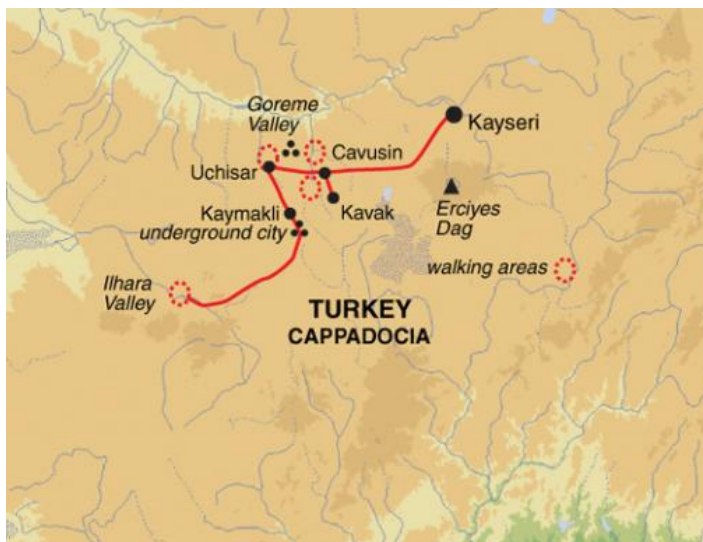 Goreme
Valley
Kayseri
Cavusin
Uchisar
Kaymakli
underground city
Kavak
Erciyes
Dag
walking areas
Ilhara
Valley
TURKEY
CAPPADOCIA